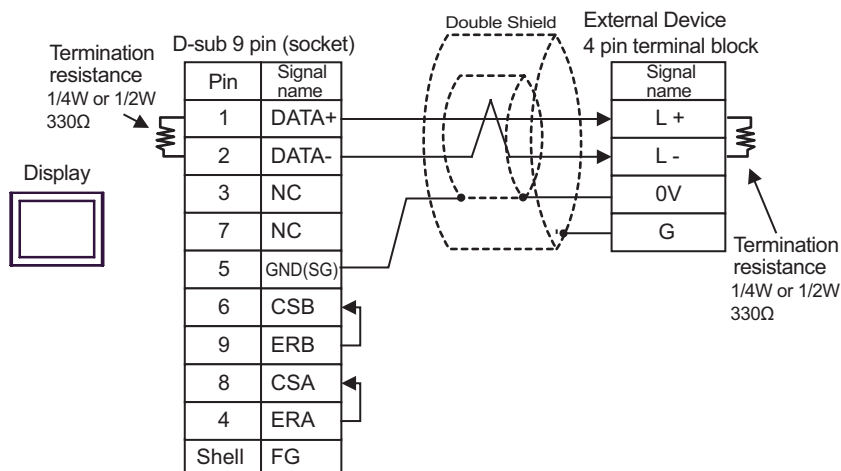 Double Shield
External Device
4 pin terminal block
D-sub 9 pin (socket)
Termination
resistance
1/4W or 1/2W
330Ω
Display
Pin
Signal
name
1
DATA+
2
DATA-
3
NC
7
NC
5
GND(SG)
6
CSB
9
ERB
8
CSA
4
ERA
Shell
FG
Signal
name
L +
L -
0V
G
Termination
resistance
1/4W or 1/2W
330Ω